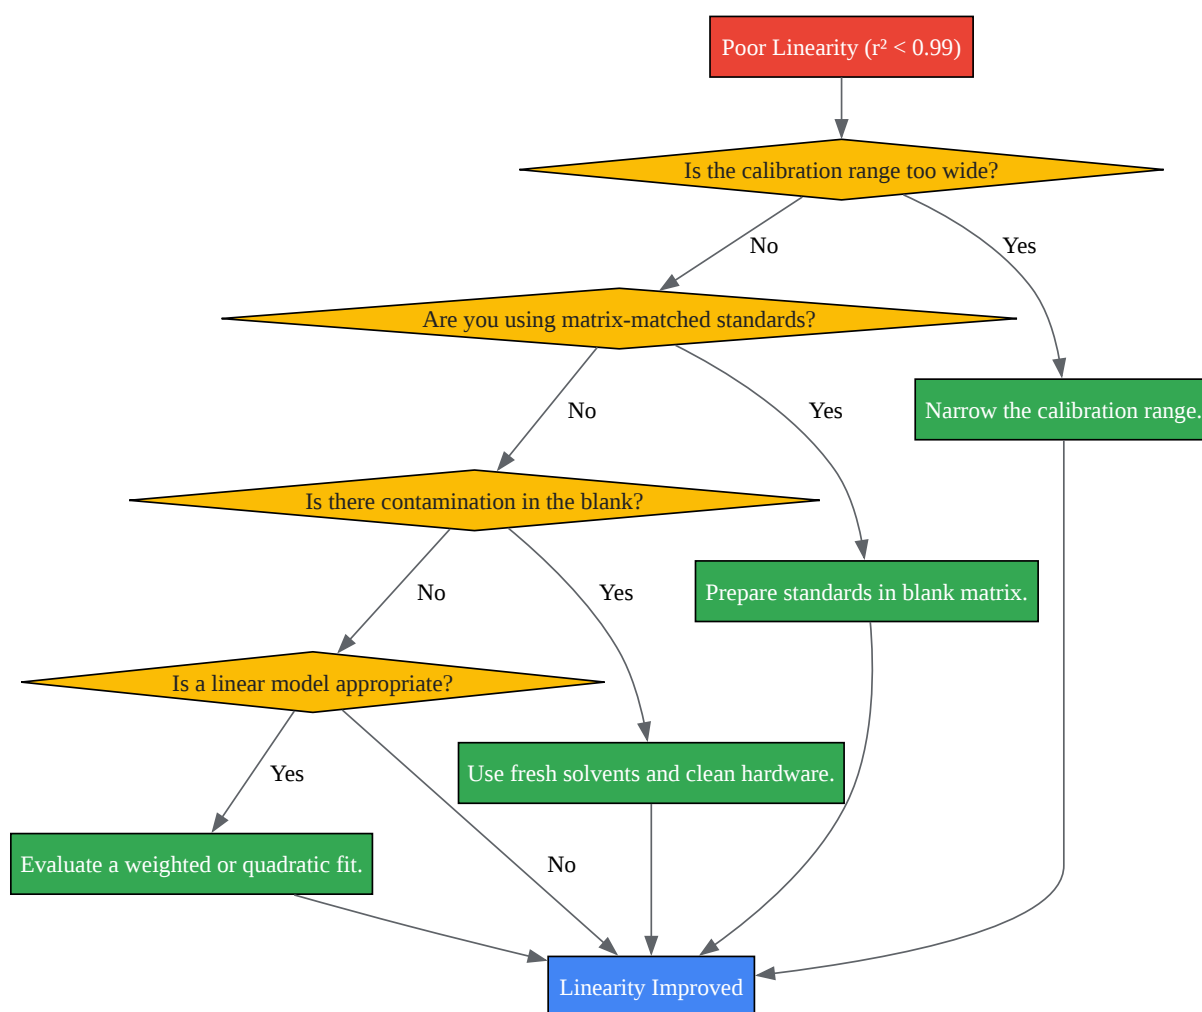 Poor Linearity (r² < 0.99)
Is the calibration range too wide?
No
Yes
Are you using matrix-matched standards?
No
Yes
Narrow the calibration range.
Is there contamination in the blank?
No
Yes
Prepare standards in blank matrix.
Is a linear model appropriate?
Yes
No
Use fresh solvents and clean hardware.
Evaluate a weighted or quadratic fit.
Linearity Improved